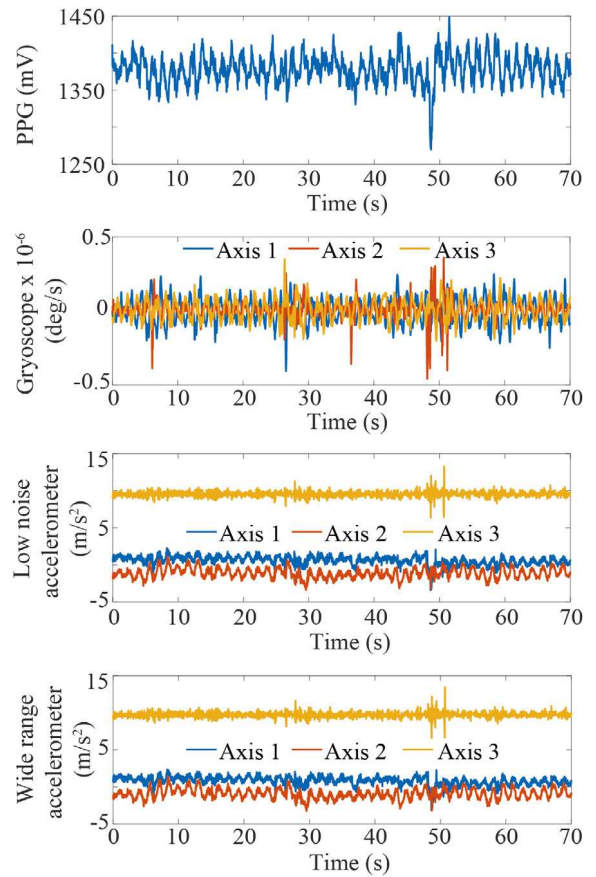 1450
1350
1250
PPG (mV)
0 10 20 30 40 50 60 70
Time (s)
0.5
0
-0.5
Gryoscope x 10-6
(deg/s)
Axis 1 Axis 2 Axis 3
0 10 20 30 40 50 60 70
Time (s)
15
5
-5
Low noise
accelerometer
(m/s2)
Axis 1 Axis 2 Axis 3
0 10 20 30 40 50 60 70
Time (s)
15
5
-5
Wide range
accelerometer
(m/s2)
Axis 1 Axis 2 Axis 3
0 10 20 30 40 50 60 70
Time (s)